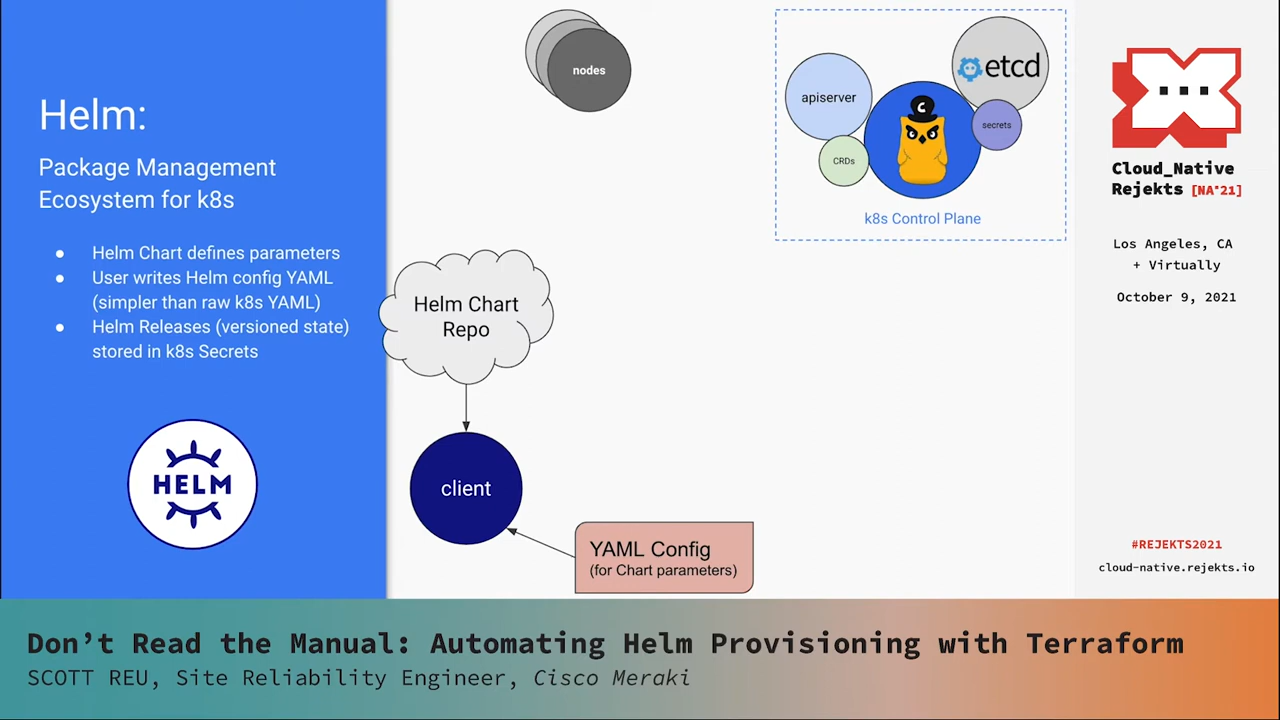 Helm:
Package Management
Ecosystem for k8s
● Helm Chart defines parameters
● User writes Helm config YAML
(simpler than raw k8s YAML)
● Helm Releases (versioned state)
stored in k8s Secrets
HELM
nodes
apiserver
etcd
C
secrets
CRDs
k8s Control Plane
Helm Chart
Repo
client
YAML Config
(for Chart parameters)
Cloud_Native
Rejekts [NA'21]
Los Angeles, CA
+ Virtually
October 9, 2021
#REJEKTS2021
cloud-native.rejekts.io
Don’t Read the Manual: Automating Helm Provisioning with Terraform
SCOTT REU, Site Reliability Engineer, Cisco Meraki